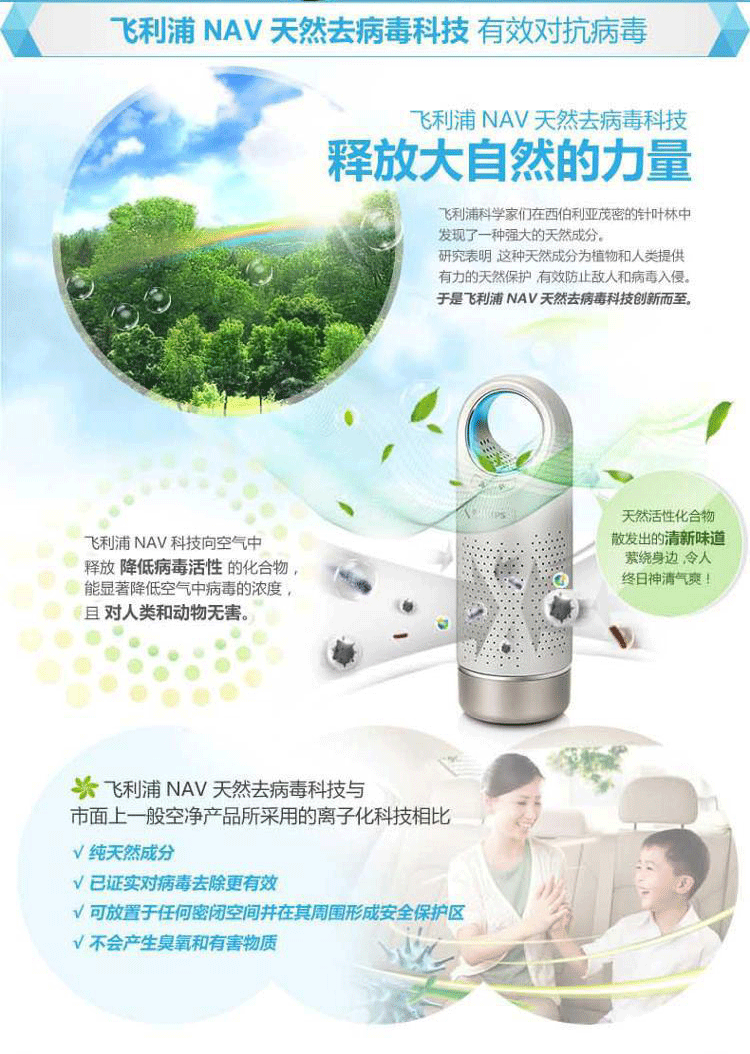 飞利浦 NAV 天然去病毒科技 有效对抗病毒
飞利浦 NAV 天然去病毒科技
释放大自然的力量
飞利浦科学家们在西伯利亚茂密的针叶林中
发现了一种强大的天然成分。
研究表明 ,这种天然成分为植物和人类提供
有力的天然保护 ,有效防止敌人和病毒入侵。
于是飞利浦 NAV 天然去病毒科技创新而至。
PHILIPS
天然活性化合物
散发出的清新味道
萦绕身边 ,令人
终日神清气爽！
飞利浦 NAV 科技向空气中
释放 降低病毒活性 的化合物，
能显著降低空气中病毒的浓度，
且 对人类和动物无害。
飞利浦 NAV 天然去病毒科技与
市面上一般空净产品所采用的离子化科技相比
√ 纯天然成分
√ 已证实对病毒去除更有效
√ 可放置于任何密闭空间并在其周围形成安全保护区
√ 不会产生臭氧和有害物质